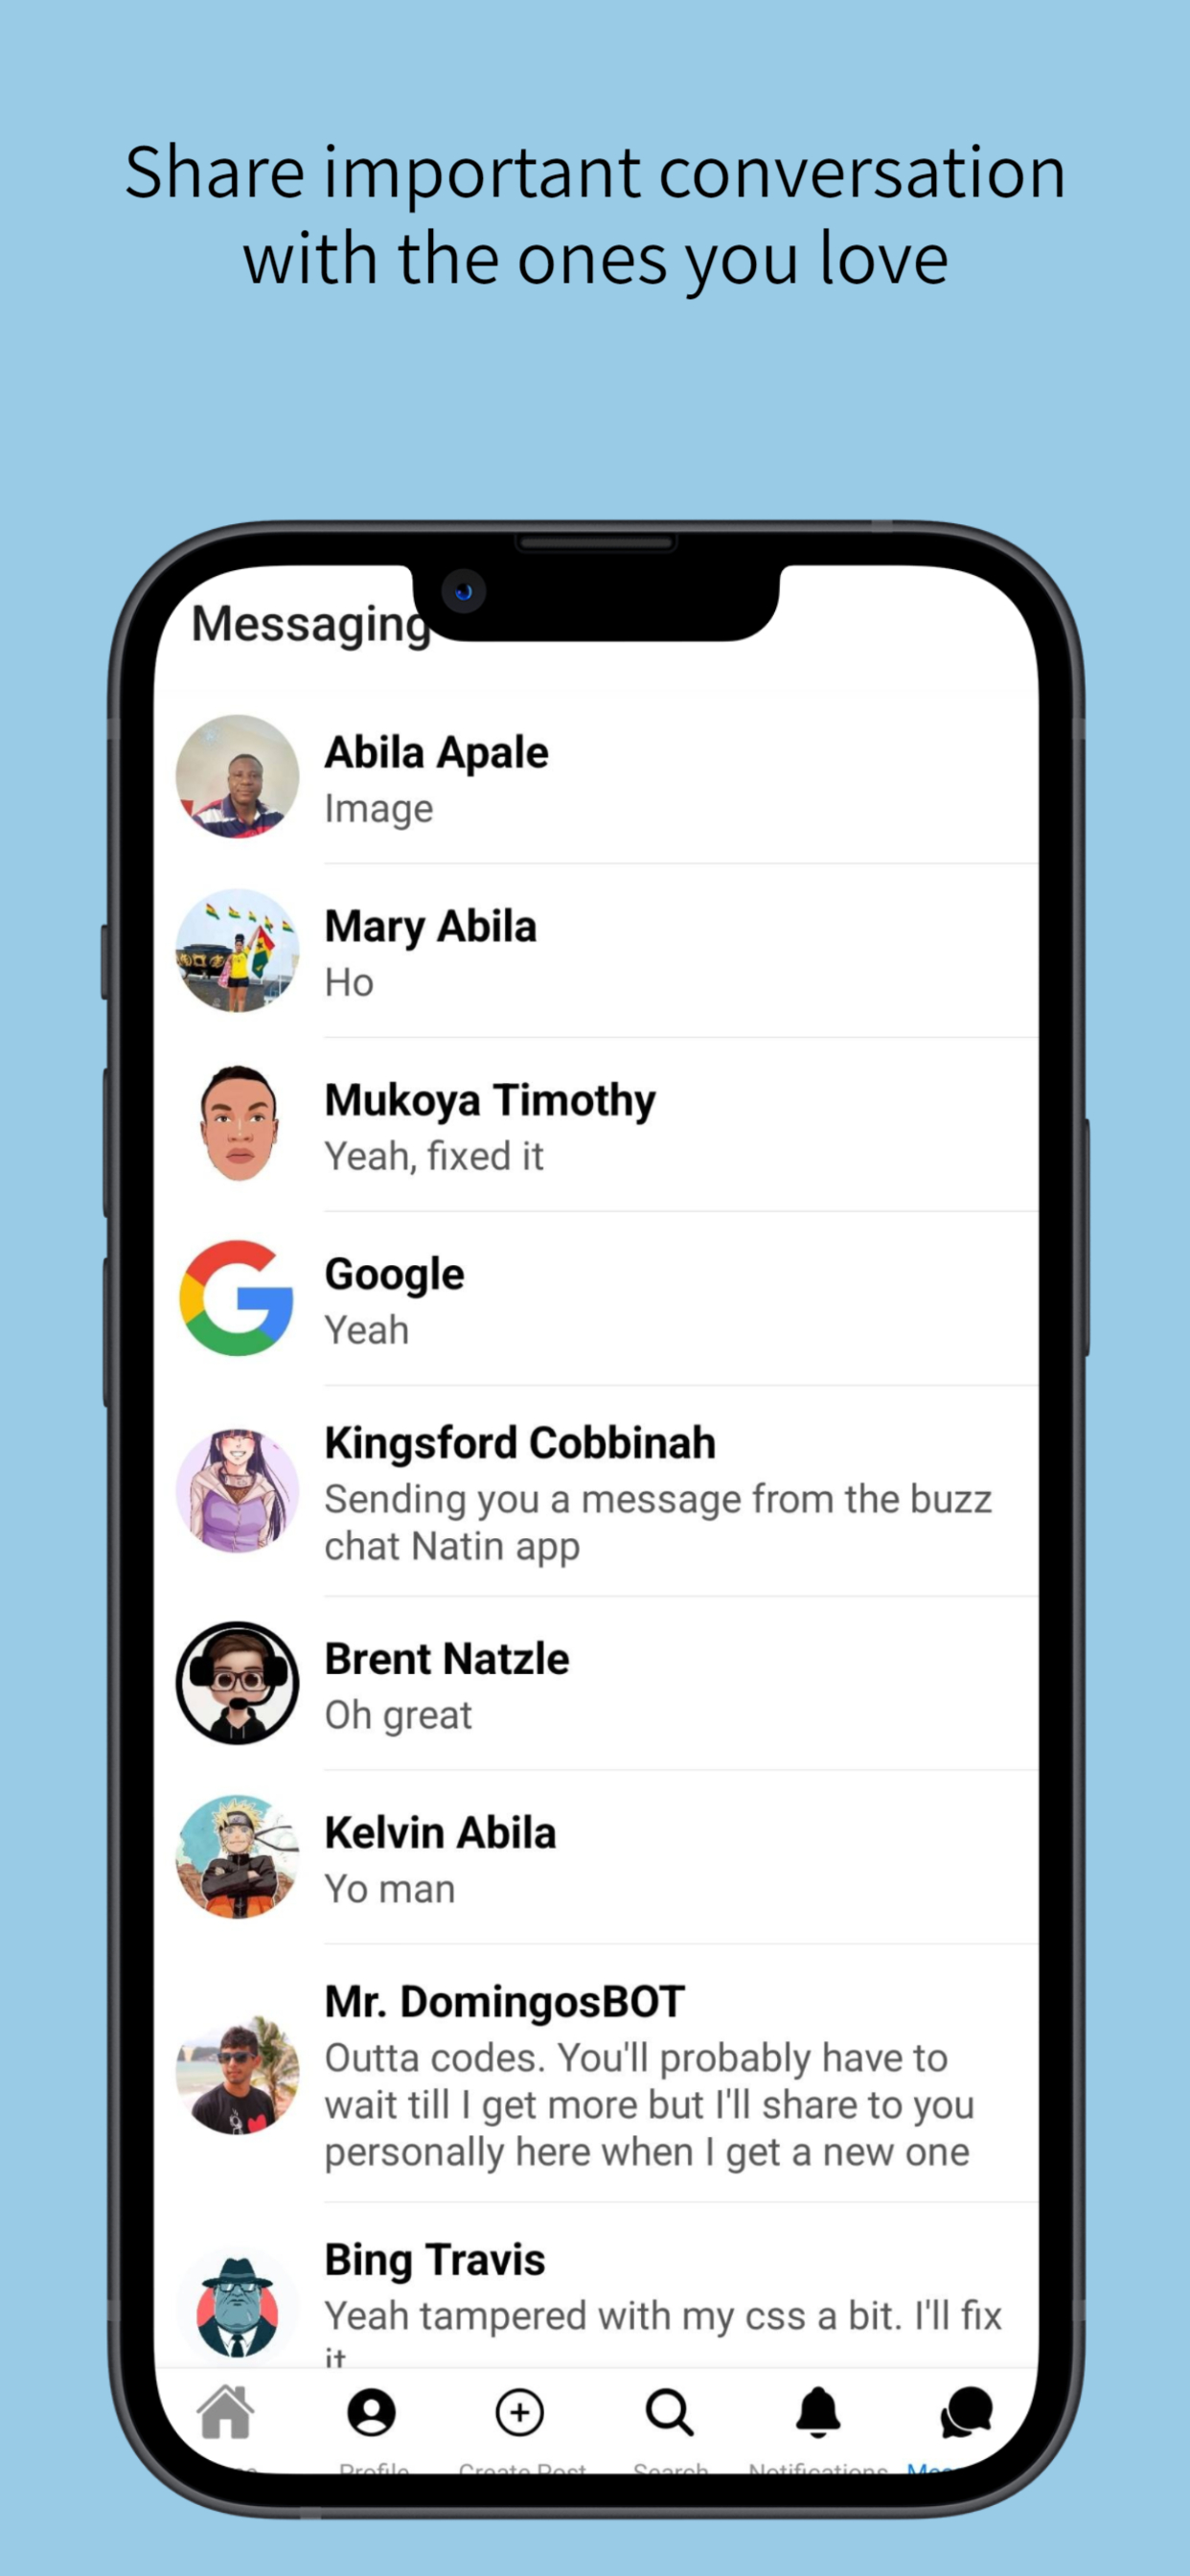 Share important conversation
with the ones you love
Messaging
Abila Apale
Image
Mary Abila
Ho
Mukoya Timothy
Yeah, fixed it
Google
Yeah
Kingsford Cobbinah
Sending you a message from the buzz
chat Natin app
Brent Natzle
Oh great
Kelvin Abila
Yo man
Mr. DomingosBOT
Outta codes. You'll probably have to
wait till I get more but I'll share to you
personally here when I get a new one
Bing Travis
Yeah tampered with my css a bit. I'll fix
it
Profile Create Post Search Notifications